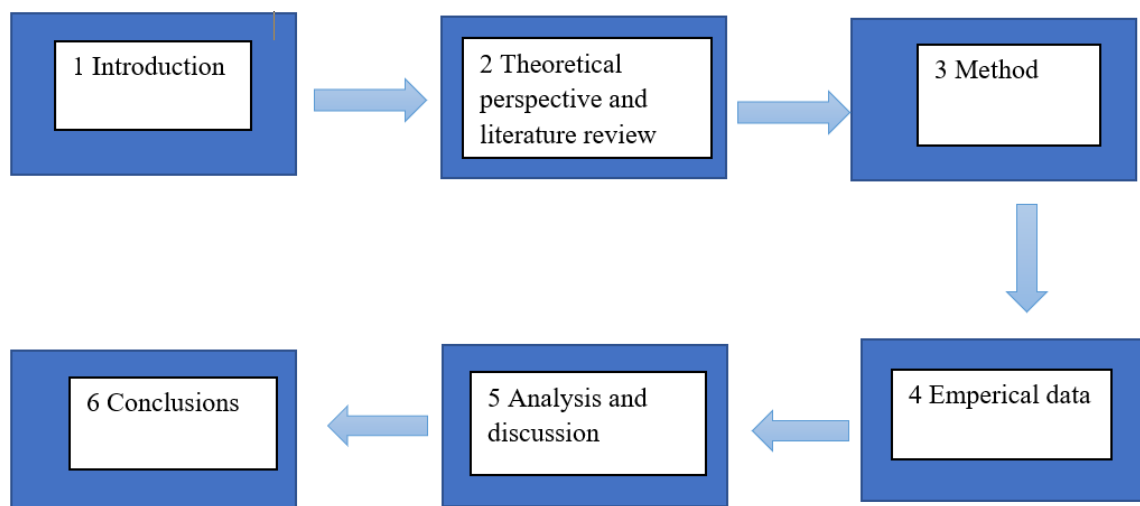 1 Introduction
2 Theoretical
perspective and
literature review
3 Method
4 Emperical data
5 Analysis and
discussion
6 Conclusions